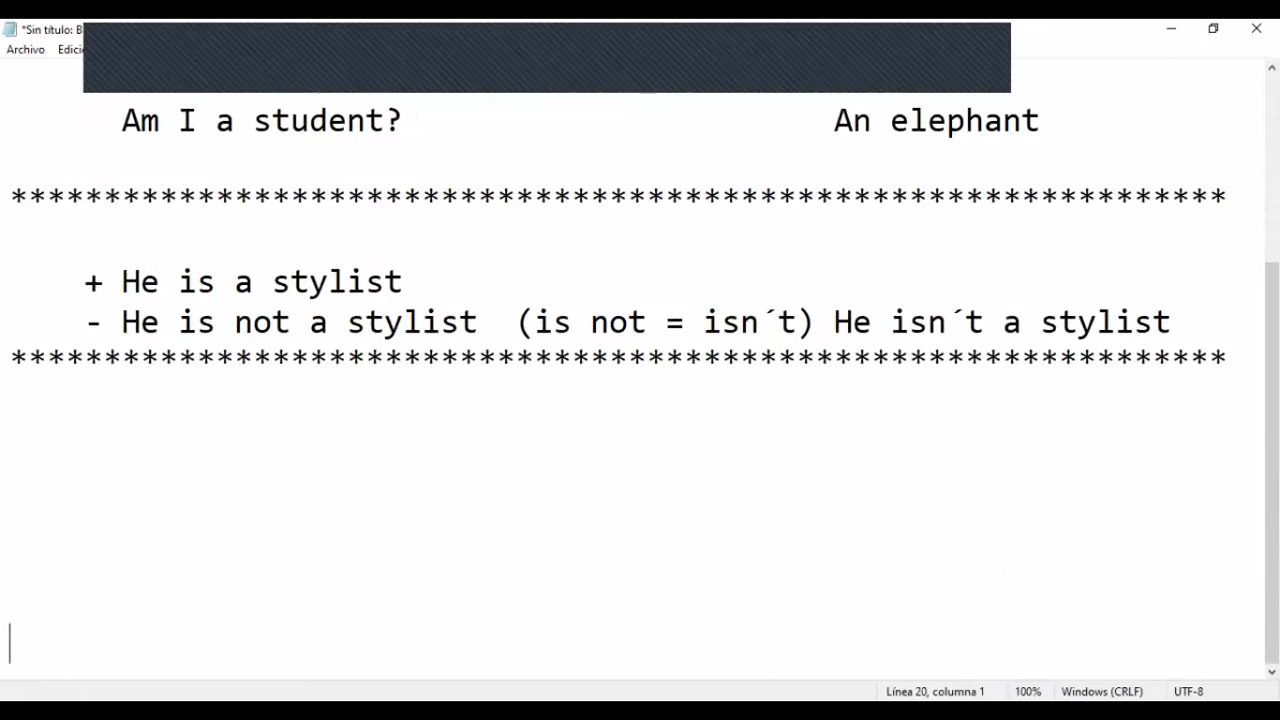 *Sin título: B
Archivo Edici
Am I a student? An elephant
*****************************************************************
+ He is a stylist
- He is not a stylist (is not = isn´t) He isn´t a stylist
*****************************************************************
Línea 20, columna 1 100% Windows (CRLF) UTF-8